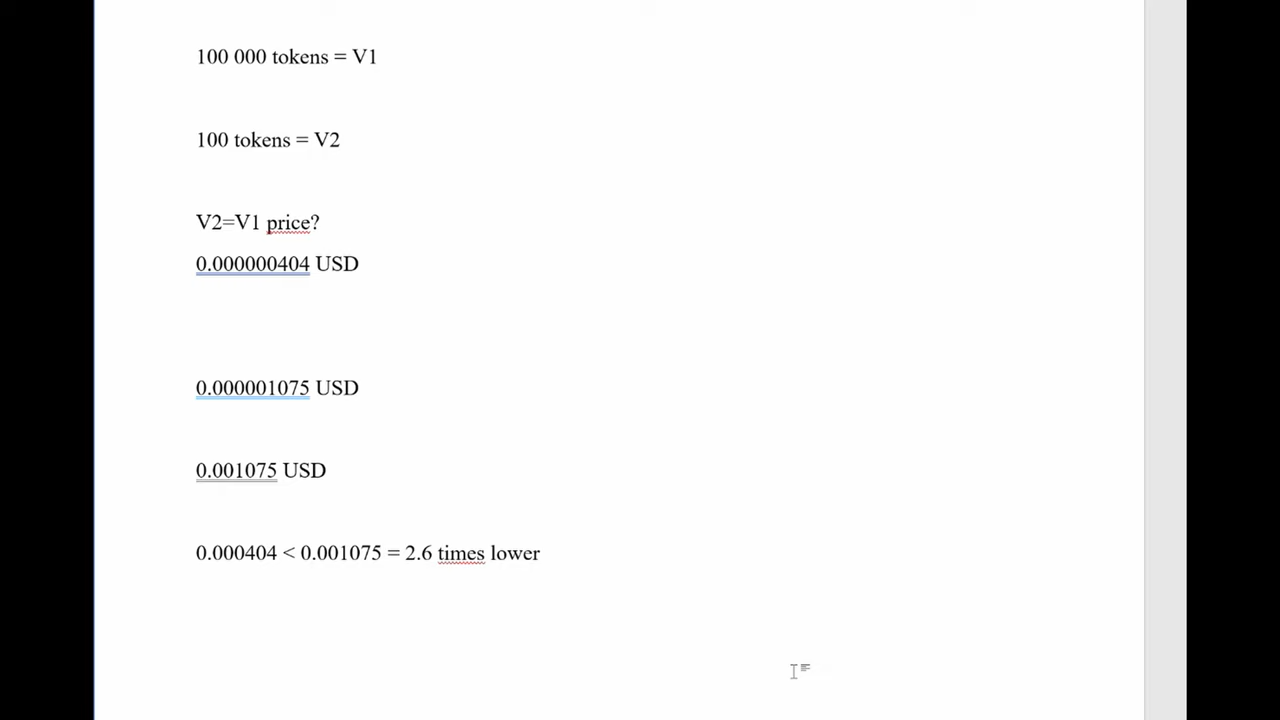 100 000 tokens = V1
100 tokens = V2
V2=V1 price?
0.000000404 USD
0.000001075 USD
0.001075 USD
0.000404 < 0.001075 = 2.6 times lower